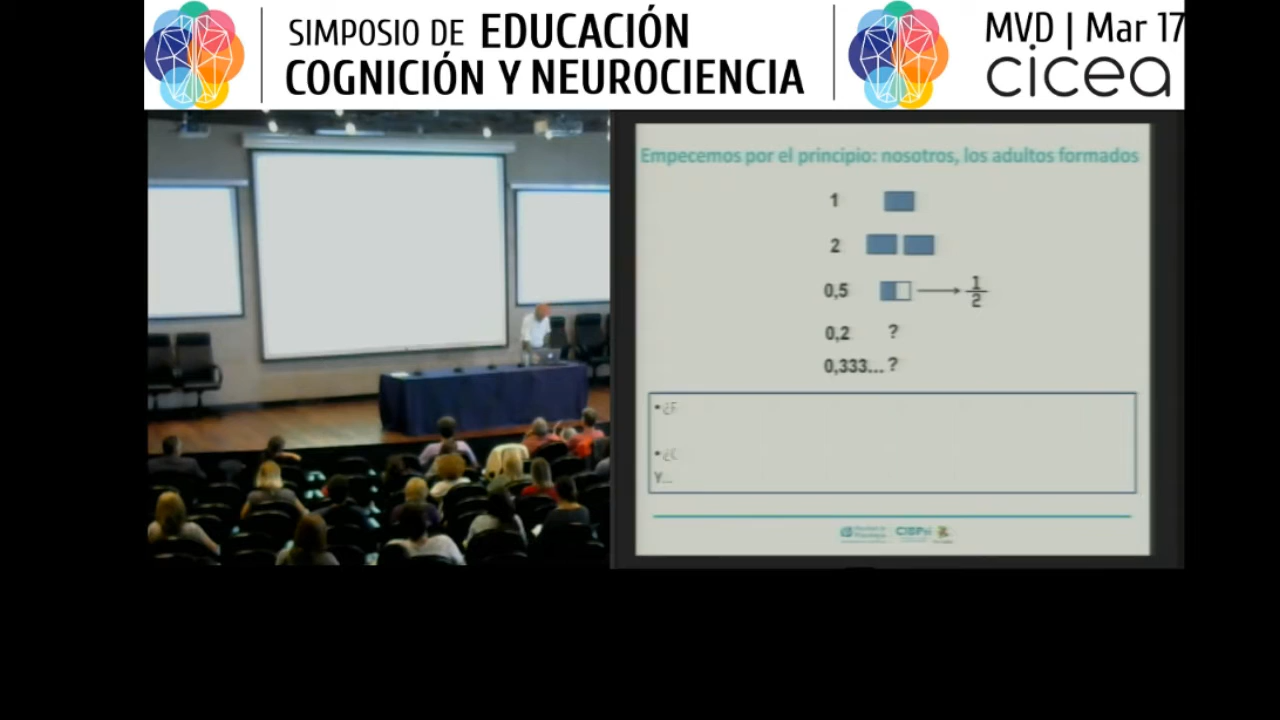 SIMPOSIO DE EDUCACIÓN
COGNICIÓN Y NEUROCIENCIA
MVD | Mar 17
cicea
Empecemos por el principio: nosotros, los adultos formados
1
2
0,5
1
2
0,2 ?
0,333... ?
Y...